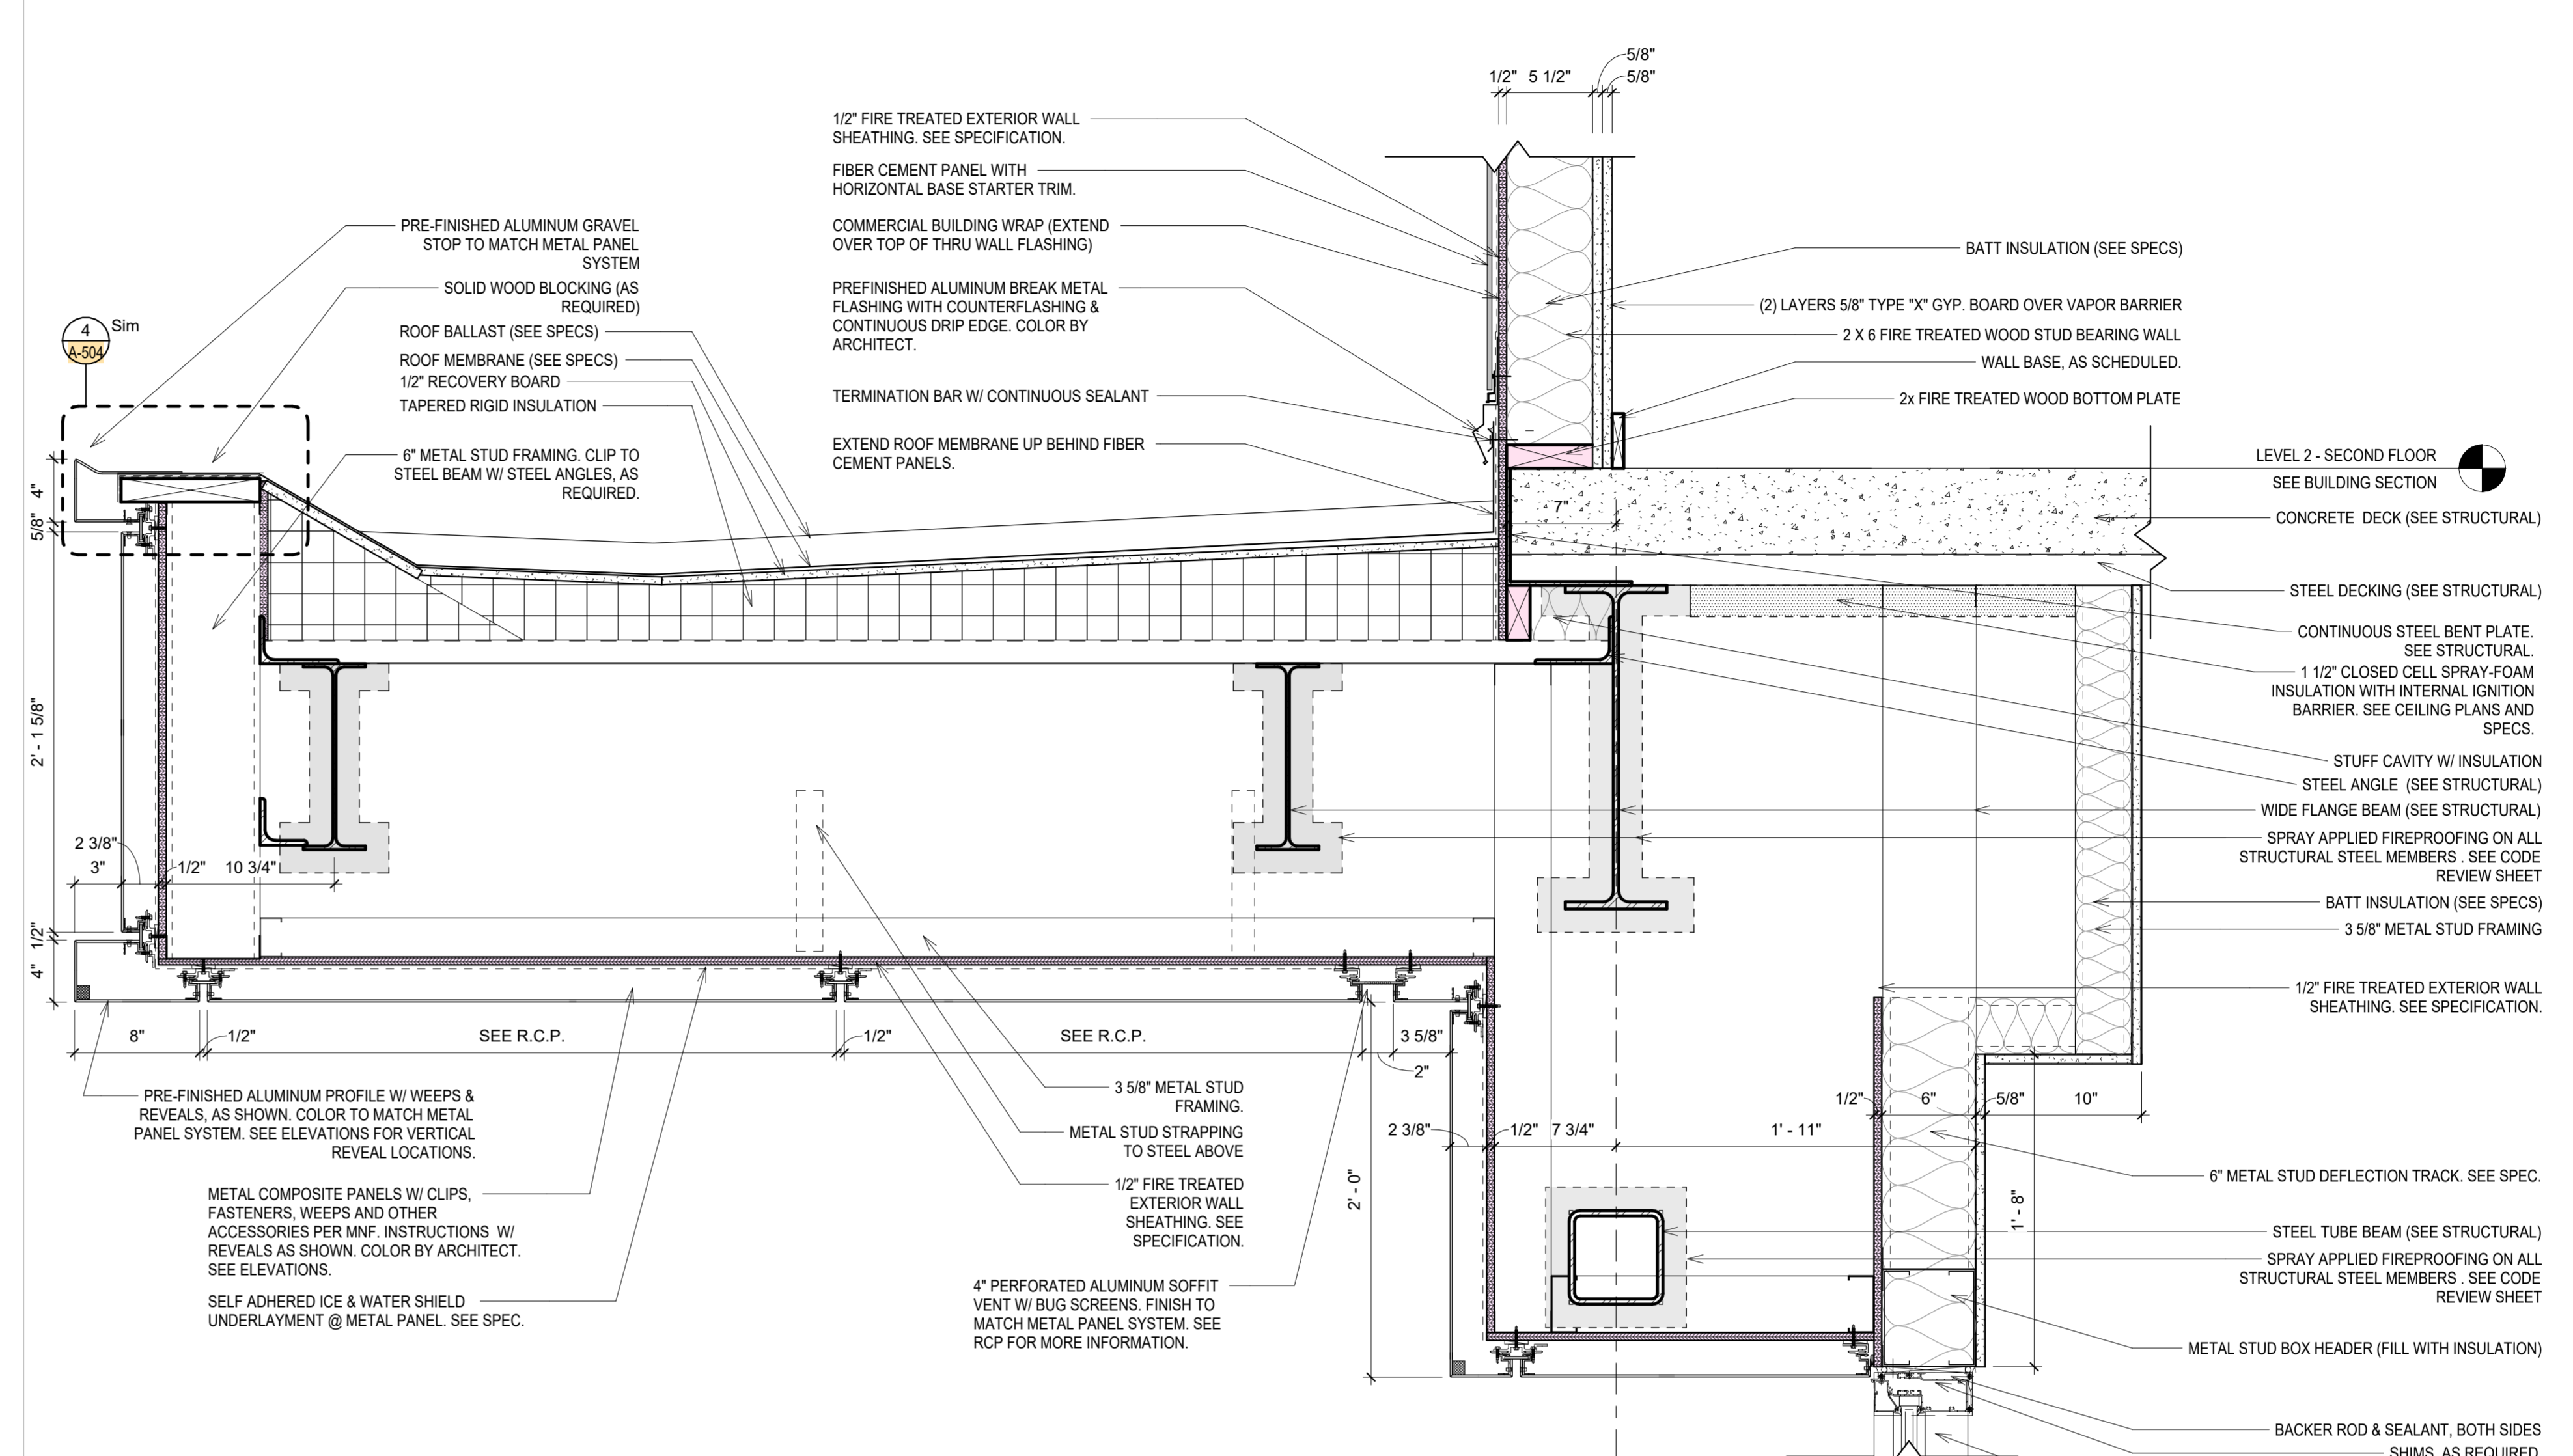 5/8"
1/2" 5 1/2" 5/8"
1/2" FIRE TREATED EXTERIOR WALL
SHEATHING. SEE SPECIFICATION.
FIBER CEMENT PANEL WITH
HORIZONTAL BASE STARTER TRIM.
COMMERCIAL BUILDING WRAP (EXTEND
OVER TOP OF THRU WALL FLASHING)
PREFINISHED ALUMINUM BREAK METAL
FLASHING WITH COUNTERFLASHING &
CONTINUOUS DRIP EDGE. COLOR BY
ARCHITECT.
TERMINATION BAR W/ CONTINUOUS SEALANT
EXTEND ROOF MEMBRANE UP BEHIND FIBER
CEMENT PANELS.
PRE-FINISHED ALUMINUM GRAVEL
STOP TO MATCH METAL PANEL
SYSTEM
SOLID WOOD BLOCKING (AS
REQUIRED)
ROOF BALLAST (SEE SPECS)
ROOF MEMBRANE (SEE SPECS)
1/2" RECOVERY BOARD
TAPERED RIGID INSULATION
6" METAL STUD FRAMING. CLIP TO
STEEL BEAM W/ STEEL ANGLES, AS
REQUIRED.
4 Sim
A-504
4"
5/8"
2' - 1 5/8"
1/2"
4"
2 3/8"
3" 1/2" 10 3/4"
BATT INSULATION (SEE SPECS)
(2) LAYERS 5/8" TYPE "X" GYP. BOARD OVER VAPOR BARRIER
2 X 6 FIRE TREATED WOOD STUD BEARING WALL
WALL BASE, AS SCHEDULED.
2x FIRE TREATED WOOD BOTTOM PLATE
LEVEL 2 - SECOND FLOOR
SEE BUILDING SECTION
7"
CONCRETE DECK (SEE STRUCTURAL)
STEEL DECKING (SEE STRUCTURAL)
CONTINUOUS STEEL BENT PLATE.
SEE STRUCTURAL.
1 1/2" CLOSED CELL SPRAY-FOAM
INSULATION WITH INTERNAL IGNITION
BARRIER. SEE CEILING PLANS AND
SPECS.
STUFF CAVITY W/ INSULATION
STEEL ANGLE (SEE STRUCTURAL)
WIDE FLANGE BEAM (SEE STRUCTURAL)
SPRAY APPLIED FIREPROOFING ON ALL
STRUCTURAL STEEL MEMBERS . SEE CODE
REVIEW SHEET
BATT INSULATION (SEE SPECS)
3 5/8" METAL STUD FRAMING
1/2" FIRE TREATED EXTERIOR WALL
SHEATHING. SEE SPECIFICATION.
8" 1/2" SEE R.C.P. 1/2" SEE R.C.P. 3 5/8"
2"
PRE-FINISHED ALUMINUM PROFILE W/ WEEPS &
REVEALS, AS SHOWN. COLOR TO MATCH METAL
PANEL SYSTEM. SEE ELEVATIONS FOR VERTICAL
REVEAL LOCATIONS.
METAL COMPOSITE PANELS W/ CLIPS,
FASTENERS, WEEPS AND OTHER
ACCESSORIES PER MNF. INSTRUCTIONS W/
REVEALS AS SHOWN. COLOR BY ARCHITECT.
SEE ELEVATIONS.
SELF ADHERED ICE & WATER SHIELD
UNDERLAYMENT @ METAL PANEL. SEE SPEC.
3 5/8" METAL STUD
FRAMING.
METAL STUD STRAPPING
TO STEEL ABOVE
1/2" FIRE TREATED
EXTERIOR WALL
SHEATHING. SEE
SPECIFICATION.
4" PERFORATED ALUMINUM SOFFIT
VENT W/ BUG SCREENS. FINISH TO
MATCH METAL PANEL SYSTEM. SEE
RCP FOR MORE INFORMATION.
2' - 0"
2 3/8" 1/2" 7 3/4" 1' - 11"
1/2" 6" 5/8" 10"
1' - 8"
6" METAL STUD DEFLECTION TRACK. SEE SPEC.
STEEL TUBE BEAM (SEE STRUCTURAL)
SPRAY APPLIED FIREPROOFING ON ALL
STRUCTURAL STEEL MEMBERS . SEE CODE
REVIEW SHEET
METAL STUD BOX HEADER (FILL WITH INSULATION)
BACKER ROD & SEALANT, BOTH SIDES
SHIMS, AS REQUIRED.